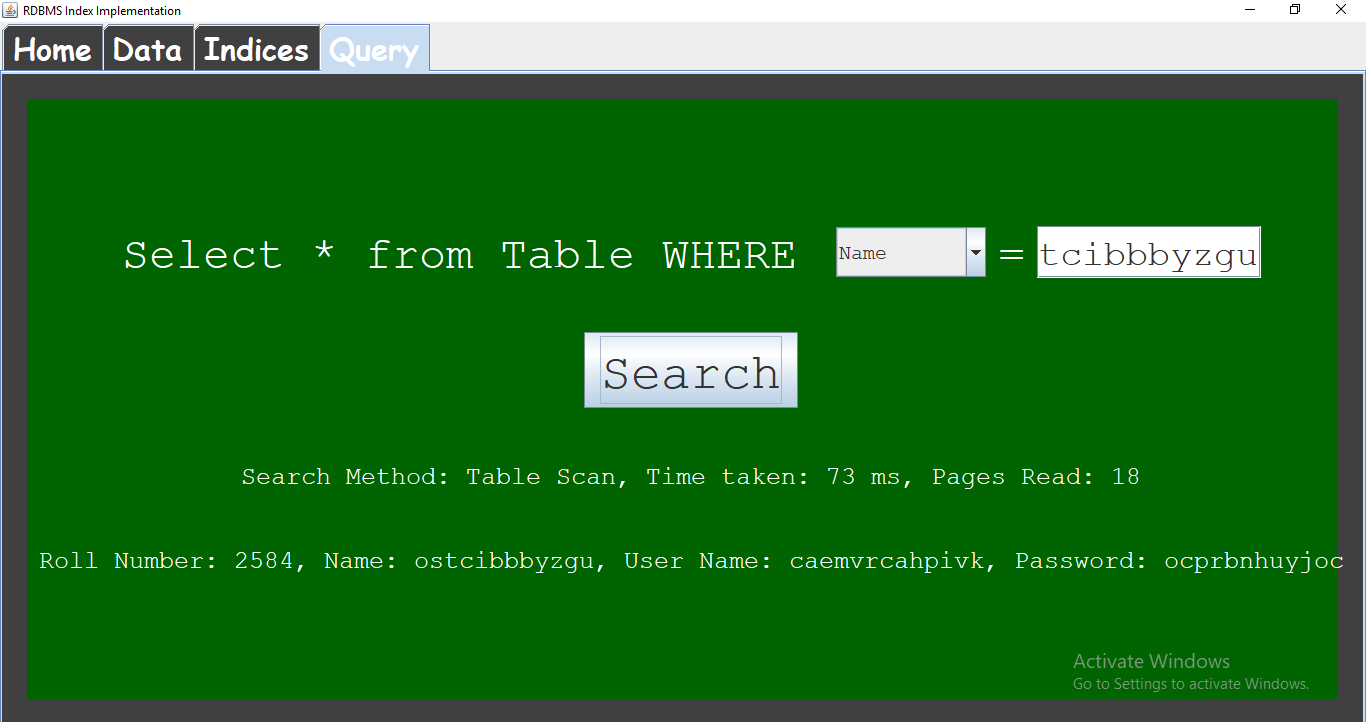 RDBMS Index Implementation
Home Data Indices Query
Select * from Table WHERE Name = tcibbbyzgu
Search
Search Method: Table Scan, Time taken: 73 ms, Pages Read: 18
Roll Number: 2584, Name: ostcibbbyzgu, User Name: caemvrcahpivk, Password: ocprbnhuyjoc
Activate Windows
Go to Settings to activate Windows.